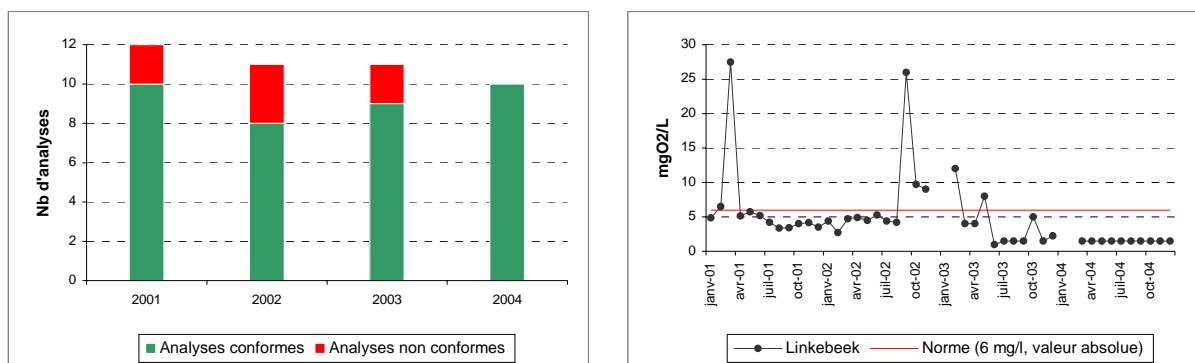 Nb d'analyses
12
10
8
6
4
2
0
2001 2002 2003 2004
Analyses conformes Analyses non conformes
mgO2/L
30
25
20
15
10
5
0
janv-01 avr-01 juil-01 oct-01 janv-02 avr-02 juil-02 oct-02 janv-03 avr-03 juil-03 oct-03 janv-04 avr-04 juil-04 oct-04
Linkebeek Norme (6 mg/l, valeur absolue)